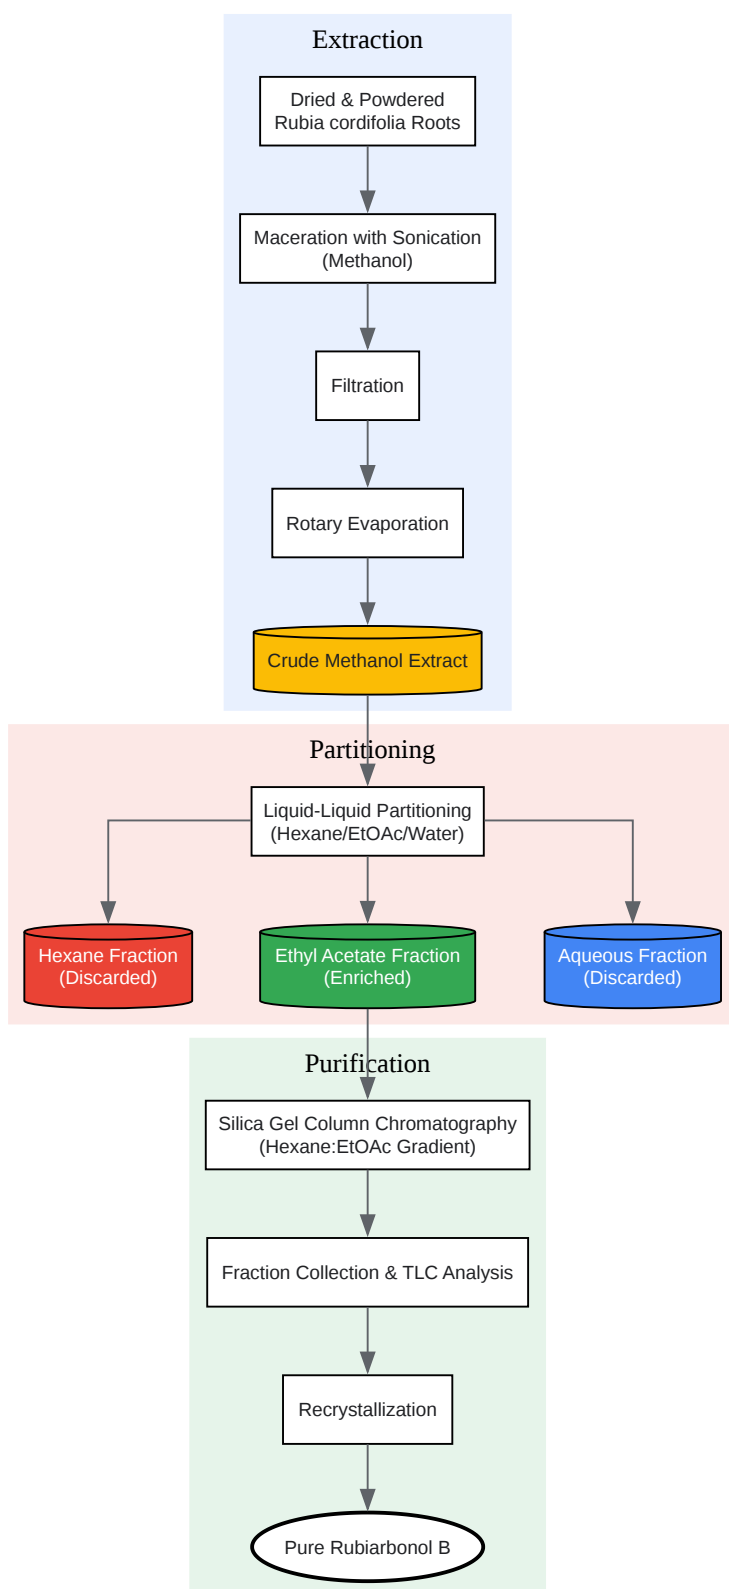 Extraction
Dried & Powdered
Rubia cordifolia Roots
Maceration with Sonication
(Methanol)
Filtration
Rotary Evaporation
Crude Methanol Extract
Partitioning
Liquid-Liquid Partitioning
(Hexane/EtOAc/Water)
Hexane Fraction
(Discarded)
Ethyl Acetate Fraction
(Enriched)
Aqueous Fraction
(Discarded)
Purification
Silica Gel Column Chromatography
(Hexane:EtOAc Gradient)
Fraction Collection & TLC Analysis
Recrystallization
Pure Rubiarbonol B